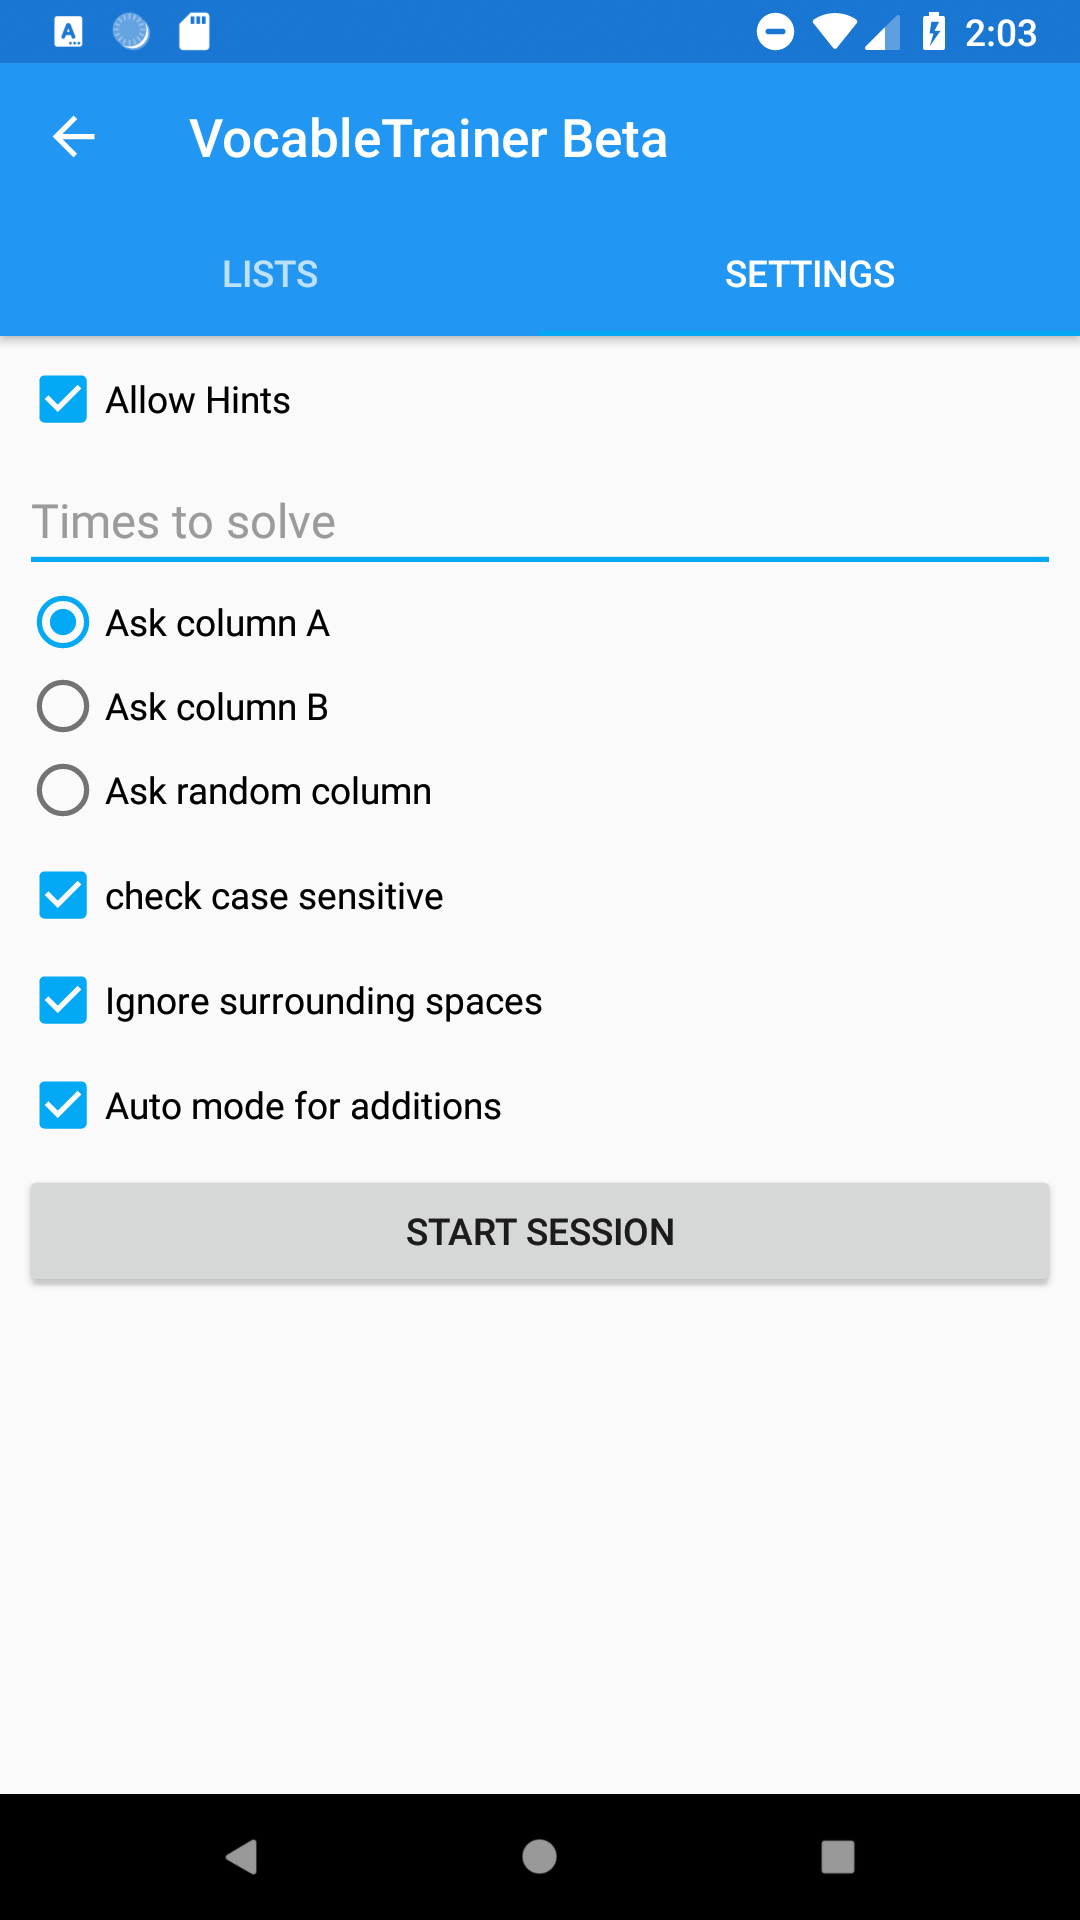 2:03
VocableTrainer Beta
LISTS
SETTINGS
Allow Hints
Times to solve
Ask column A
Ask column B
Ask random column
check case sensitive
Ignore surrounding spaces
Auto mode for additions
START SESSION